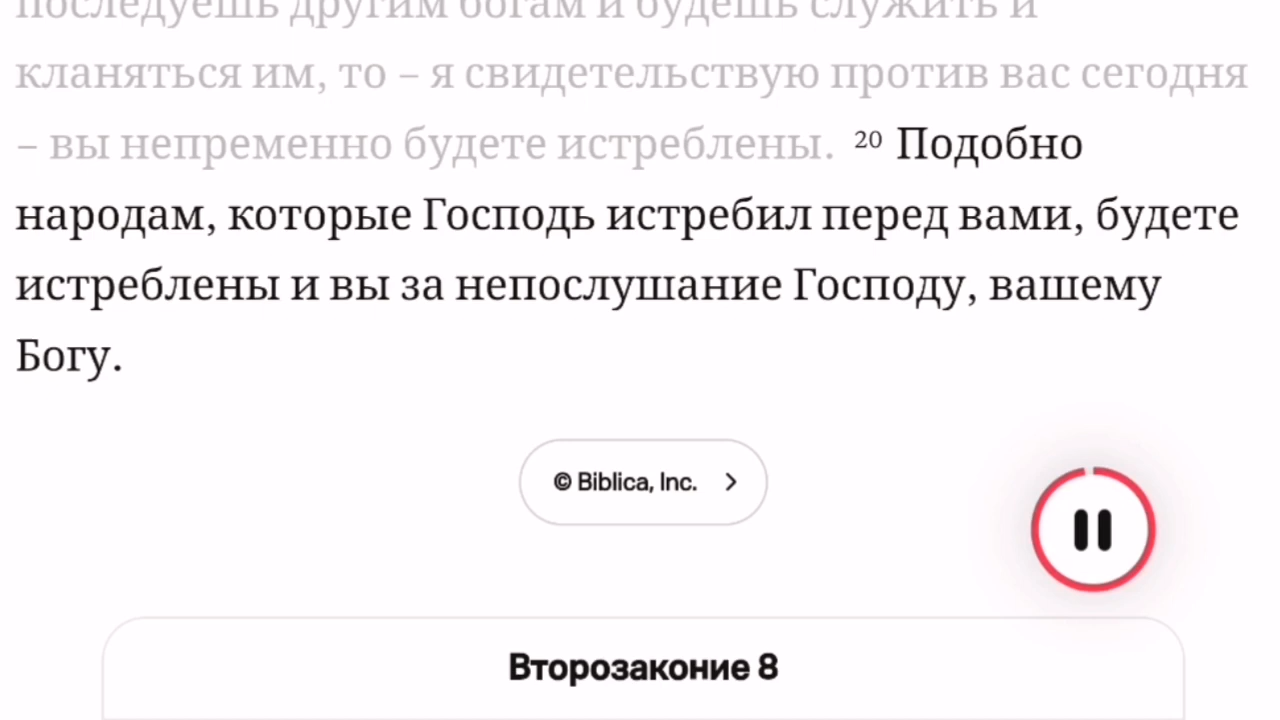 последуешь другим богам и будешь служить и
кланяться им, то – я свидетельствую против вас сегодня
– вы непременно будете истреблены. 20 Подобно
народам, которые Господь истребил перед вами, будете
истреблены и вы за непослушание Господу, вашему
Богу.
© Biblica, Inc.
Второзаконие 8